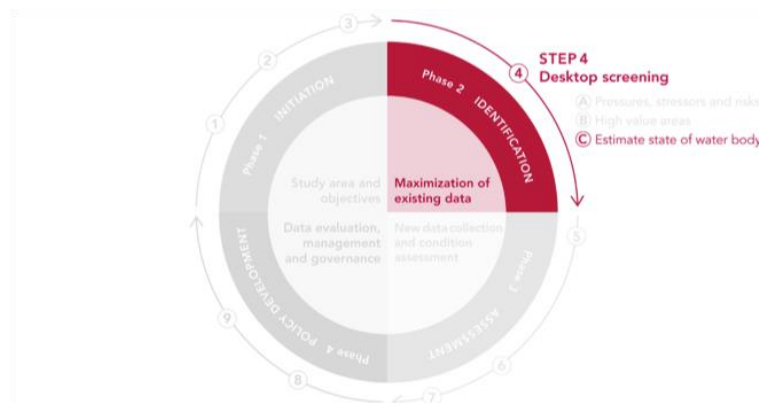 3
2
1
Phase 1 INITIATION
Study area and
objectives
Phase 2 IDENTIFICATION
Maximization of
existing data
4
STEP 4
Desktop screening
A Pressures, stressors and risks
B High value areas
C Estimate state of water body
5
New data collection
and condition
assessment
Phase 3 ASSESSMENT
6
7
Data evaluation,
management
and governance
Phase 4 POLICY DEVELOPMENT
8
9